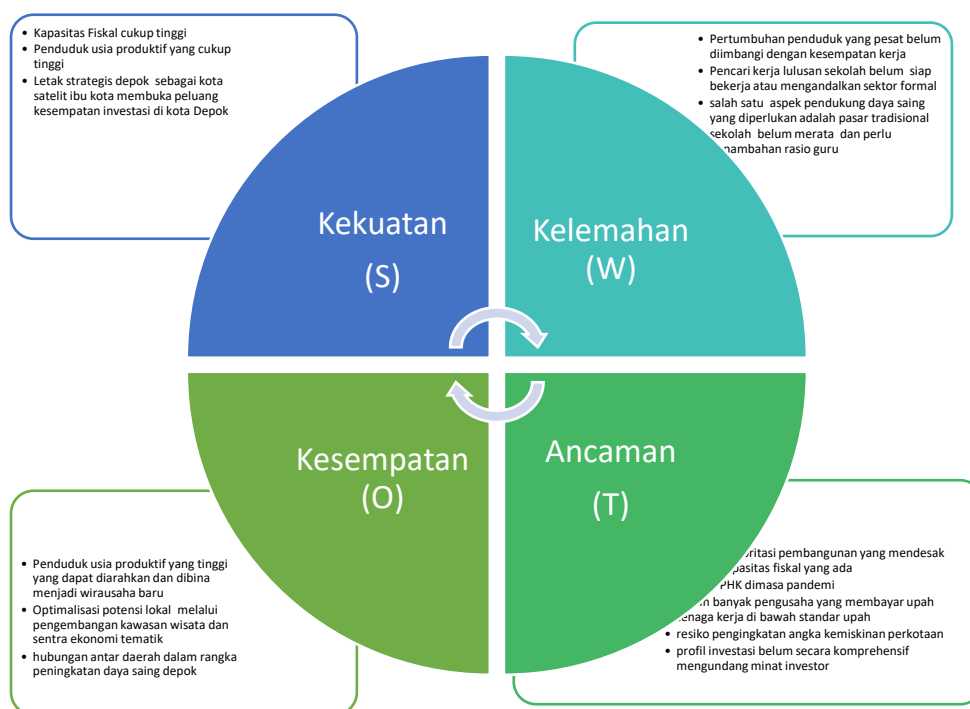 • Kapasitas Fiskal cukup tinggi
• Penduduk usia produktif yang cukup
tinggi
• Letak strategis depok sebagai kota
satelit ibu kota membuka peluang
kesempatan investasi di kota Depok
• Pertumbuhan penduduk yang pesat belum
diimbangi dengan kesempatan kerja
• Pencari kerja lulusan sekolah belum siap
bekerja atau mengandalkan sektor formal
• salah satu aspek pendukung daya saing
yang diperlukan adalah pasar tradisional
sekolah belum merata dan perlu
rasio guru
Kekuatan
(S)
Kelemahan
(W)
Kesempatan
(O)
Ancaman
(T)
• Penduduk usia produktif yang tinggi
yang dapat diarahkan dan dibina
menjadi wirausaha baru
• Optimalisasi potensi lokal melalui
pengembangan kawasan wisata dan
sentra ekonomi tematik
• hubungan antar daerah dalam rangka
peningkatan daya saing depok
pembangunan yang mendesak
fiskal yang ada
PHK dimasa pandemi
banyak pengusaha yang membayar upah
kerja di bawah standar upah
• resiko pengingkatan angka kemiskinan perkotaan
• profil investasi belum secara komprehensif
mengundang minat investor